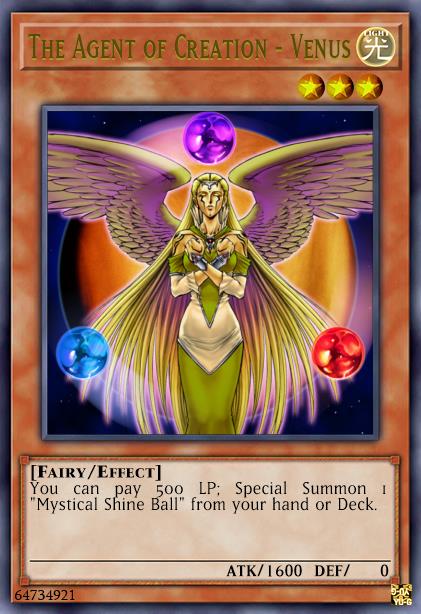 The Agent of Creation - Venus
LIGHT
光
[Fairy/Effect]
You can pay 500 LP; Special Summon 1
"Mystical Shine Ball" from your hand or Deck.
ATK/1600 DEF/ 0
64734921